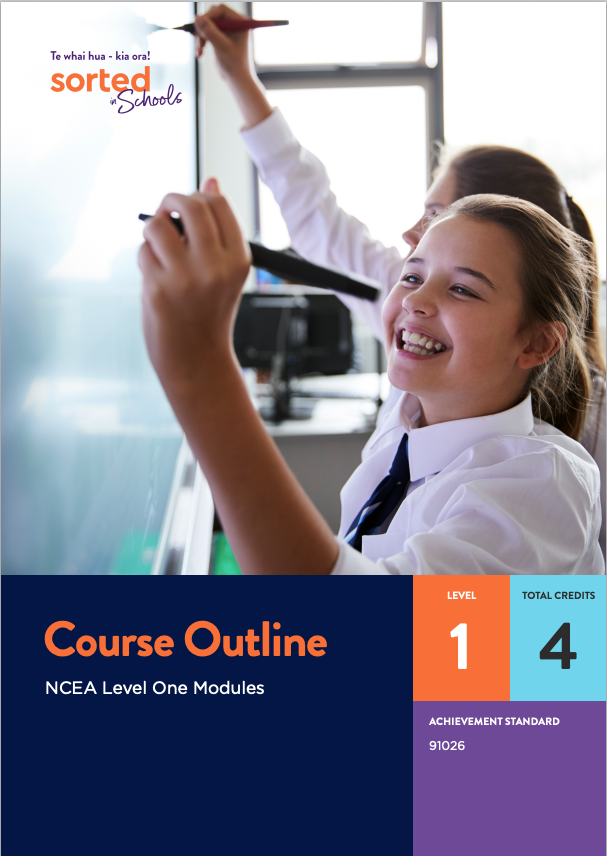 Te whai hua - kia ora!
sorted
in Schools
Course Outline
NCEA Level One Modules
LEVEL
1
TOTAL CREDITS
4
ACHIEVEMENT STANDARD
91026